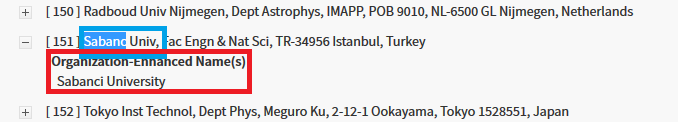 [ 150 ] Radboud Univ Nijmegen, Dept Astrophys, IMAPP, POB 9010, NL-6500 GL Nijmegen, Netherlands
[ 151 ] Sabanc Univ, Fac Engn & Nat Sci, TR-34956 Istanbul, Turkey
Organization-Enhanced Name(s)
Sabanci University
[ 152 ] Tokyo Inst Technol, Dept Phys, Meguro Ku, 2-12-1 Ookayama, Tokyo 1528551, Japan